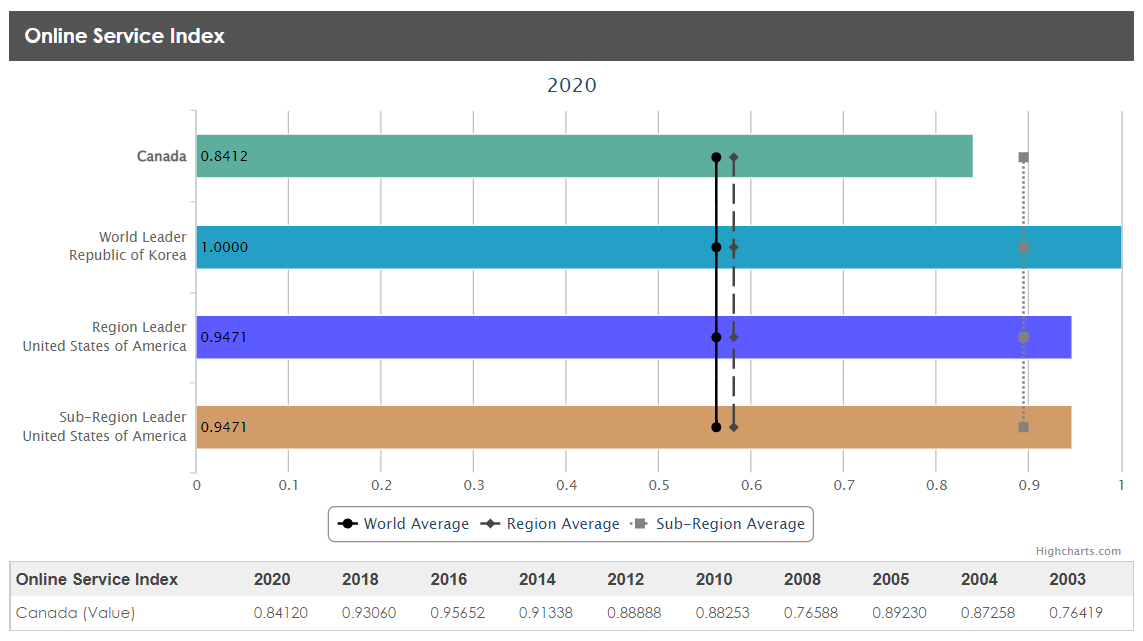 Online Service Index
2020
Canada
0.8412
World Leader
Republic of Korea
1.0000
Region Leader
United States of America
0.9471
Sub-Region Leader
United States of America
0.9471
0 0.1 0.2 0.3 0.4 0.5 0.6 0.7 0.8 0.9 1
World Average Region Average Sub-Region Average
Highcharts.com
Online Service Index 2020 2018 2016 2014 2012 2010 2008 2005 2004 2003
Canada (Value) 0.84120 0.93060 0.95652 0.91338 0.88888 0.88253 0.76588 0.89230 0.87258 0.76419